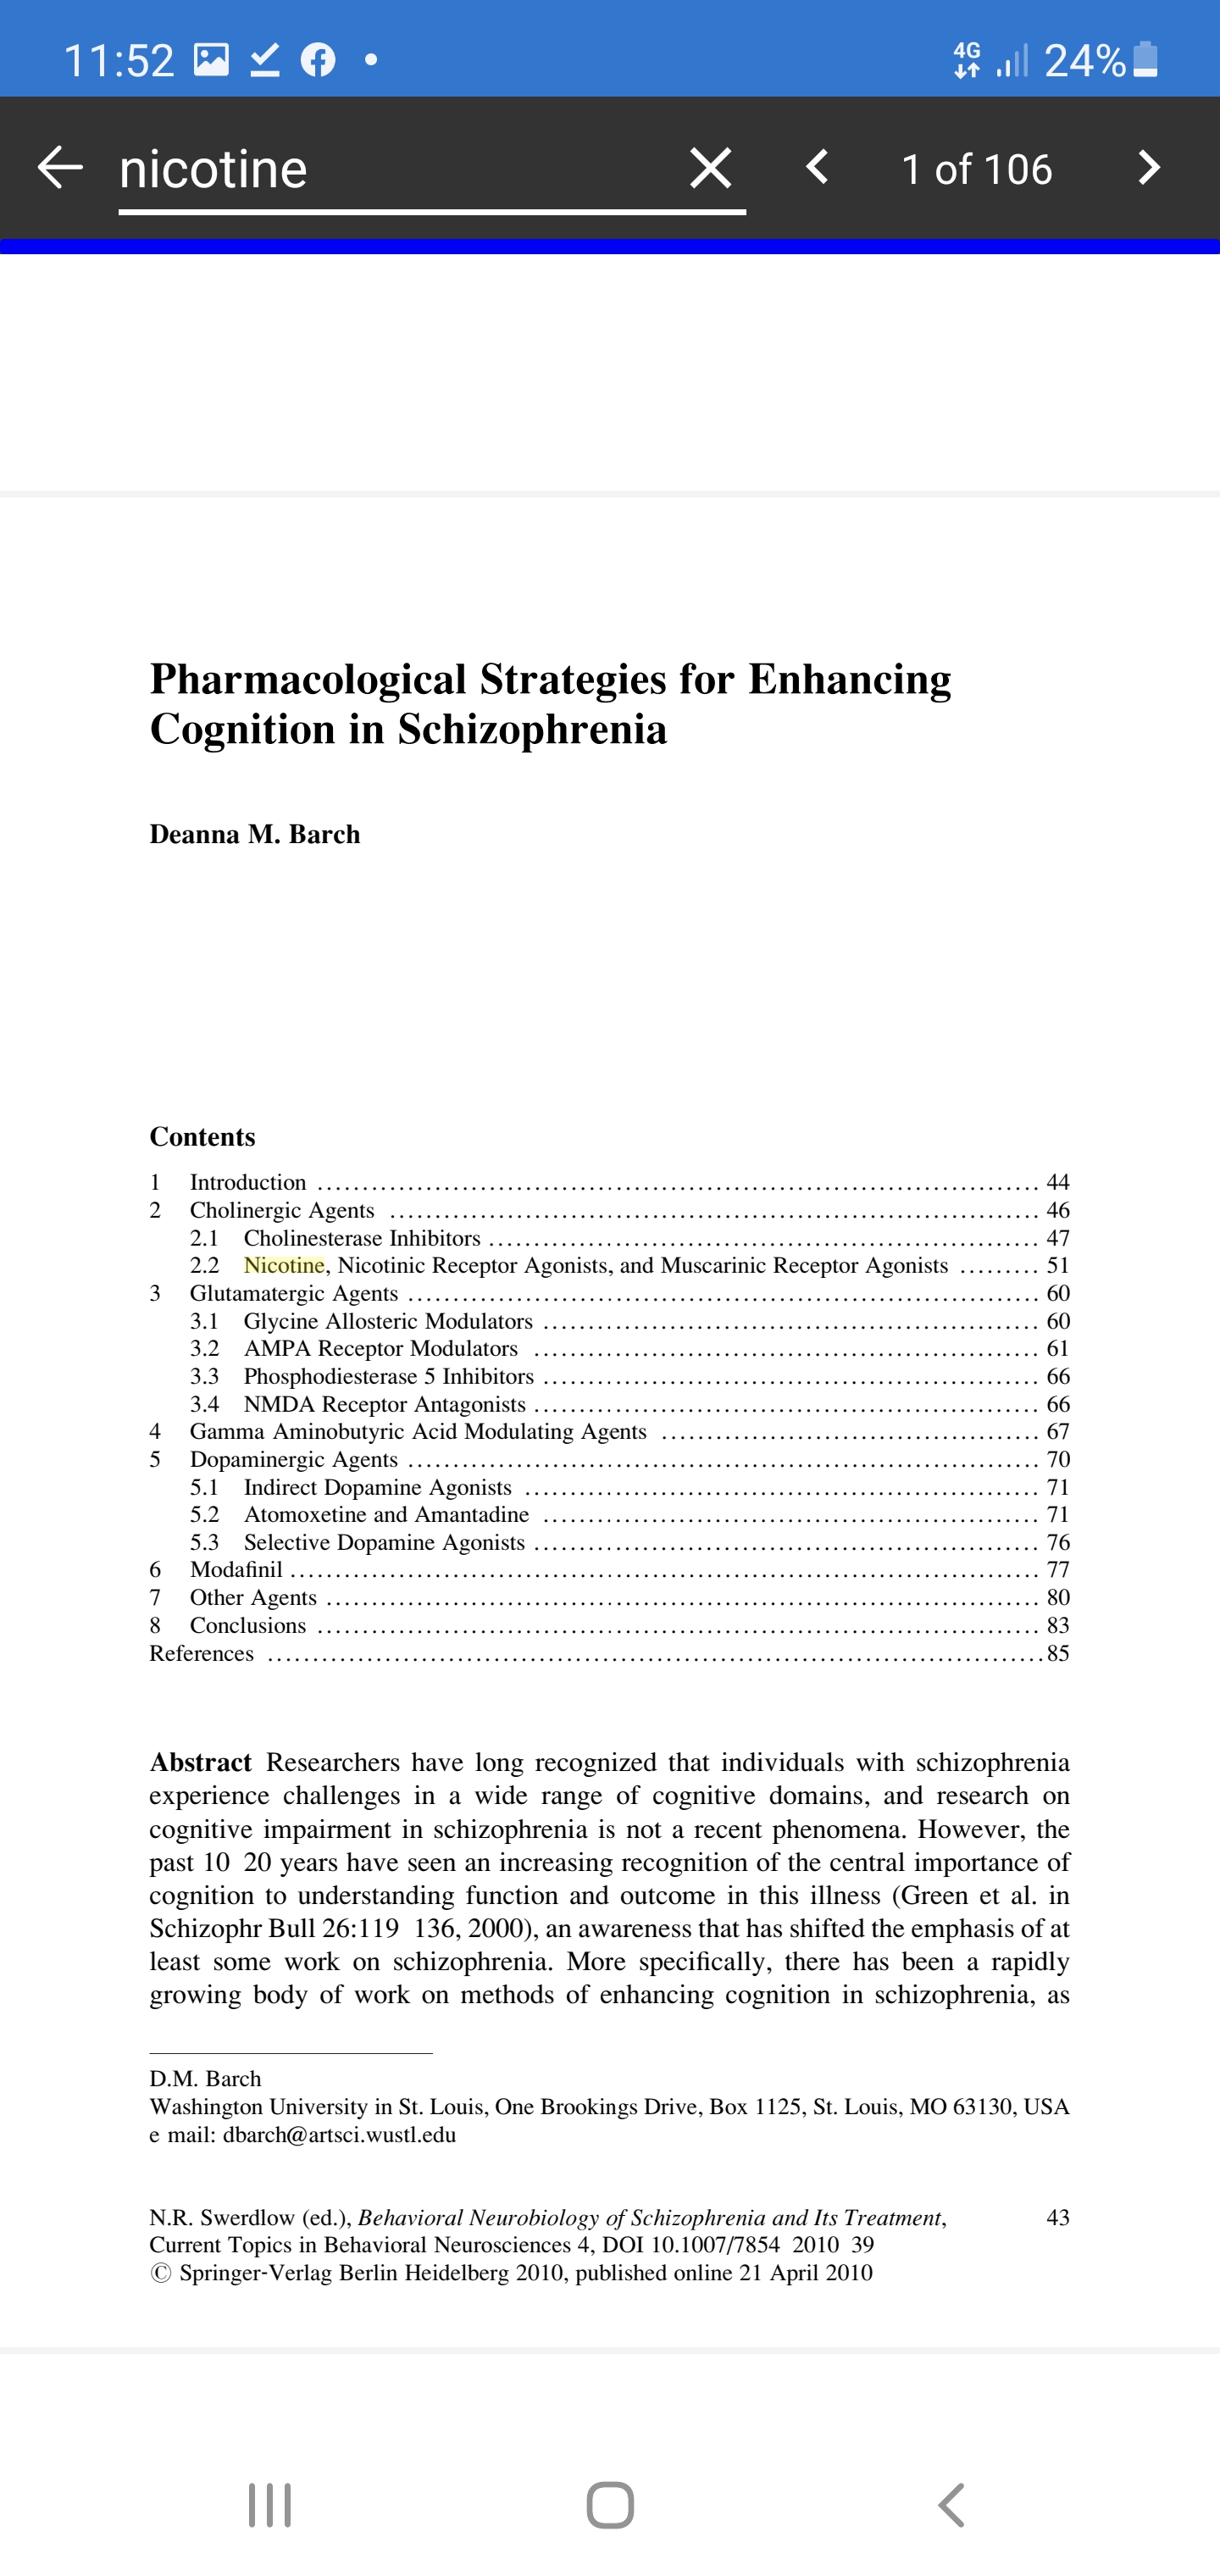 11:52
4G
24%
nicotine
1 of 106
Pharmacological Strategies for Enhancing
Cognition in Schizophrenia
Deanna M. Barch
Contents
1 Introduction ........ 44
2 Cholinergic Agents ........ 46
2.1 Cholinesterase Inhibitors ........ 47
2.2 Nicotine, Nicotinic Receptor Agonists, and Muscarinic Receptor Agonists ......... 51
3 Glutamatergic Agents ........ 60
3.1 Glycine Allosteric Modulators ........ 60
3.2 AMPA Receptor Modulators ........ 61
3.3 Phosphodiesterase 5 Inhibitors ........ 66
3.4 NMDA Receptor Antagonists ........ 66
4 Gamma Aminobutyric Acid Modulating Agents ........ 67
5 Dopaminergic Agents ........ 70
5.1 Indirect Dopamine Agonists ........ 71
5.2 Atomoxetine and Amantadine ........ 71
5.3 Selective Dopamine Agonists ........ 76
6 Modafinil ........ 77
7 Other Agents ........ 80
8 Conclusions ........ 83
References ........ 85
Abstract Researchers have long recognized that individuals with schizophrenia
experience challenges in a wide range of cognitive domains, and research on
cognitive impairment in schizophrenia is not a recent phenomena. However, the
past 10 20 years have seen an increasing recognition of the central importance of
cognition to understanding function and outcome in this illness (Green et al. in
Schizophr Bull 26:119 136, 2000), an awareness that has shifted the emphasis of at
least some work on schizophrenia. More specifically, there has been a rapidly
growing body of work on methods of enhancing cognition in schizophrenia, as
D.M. Barch
Washington University in St. Louis, One Brookings Drive, Box 1125, St. Louis, MO 63130, USA
e mail: dbarch@artsci.wustl.edu
N.R. Swerdlow (ed.), Behavioral Neurobiology of Schizophrenia and Its Treatment, 43
Current Topics in Behavioral Neurosciences 4, DOI 10.1007/7854 2010 39
© Springer-Verlag Berlin Heidelberg 2010, published online 21 April 2010